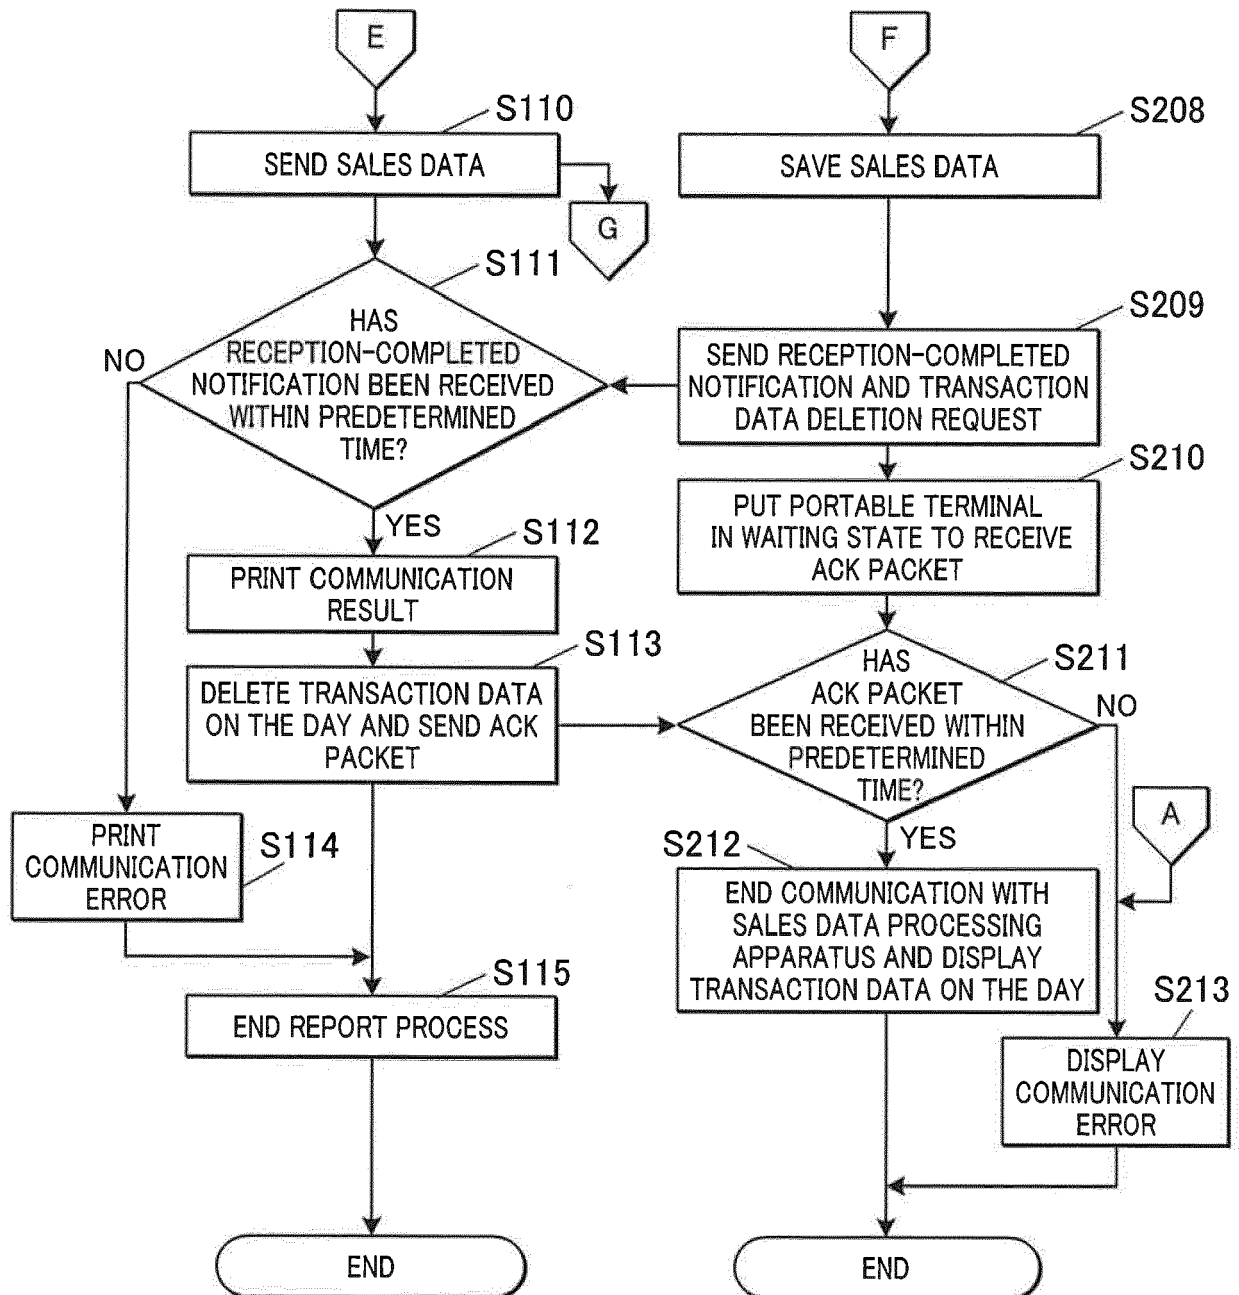 E
S110
SEND SALES DATA
G
S111
HAS
RECEPTION-COMPLETED
NOTIFICATION BEEN RECEIVED
WITHIN PREDETERMINED
TIME?
NO
YES
S112
PRINT COMMUNICATION
RESULT
S113
DELETE TRANSACTION DATA
ON THE DAY AND SEND ACK
PACKET
PRINT
COMMUNICATION
ERROR
S114
S115
END REPORT PROCESS
END
F
S208
SAVE SALES DATA
S209
SEND RECEPTION-COMPLETED
NOTIFICATION AND TRANSACTION
DATA DELETION REQUEST
S210
PUT PORTABLE TERMINAL
IN WAITING STATE TO RECEIVE
ACK PACKET
S211
HAS
ACK PACKET
BEEN RECEIVED WITHIN
PREDETERMINED
TIME?
NO
A
YES
S212
END COMMUNICATION WITH
SALES DATA PROCESSING
APPARATUS AND DISPLAY
TRANSACTION DATA ON THE DAY
S213
DISPLAY
COMMUNICATION
ERROR
END